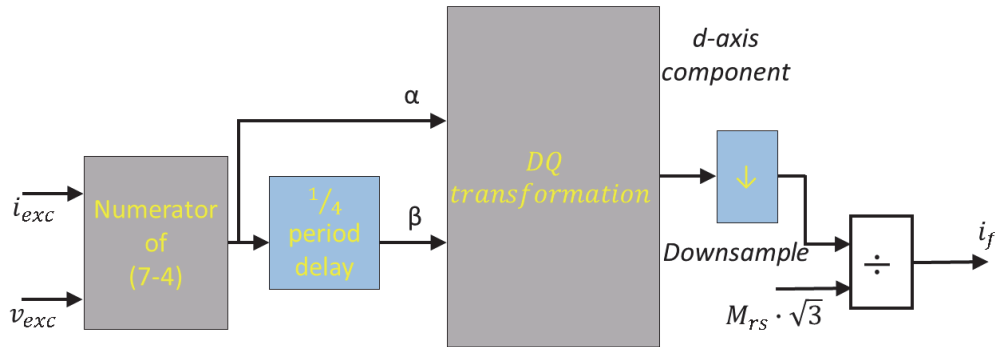 d-axis
component
α
i_exc
Numerator
of
(7-4)
v_exc
1/4
period
delay
β
DQ
transformation
↓
Downsample
÷
M_rs · √3
i_f